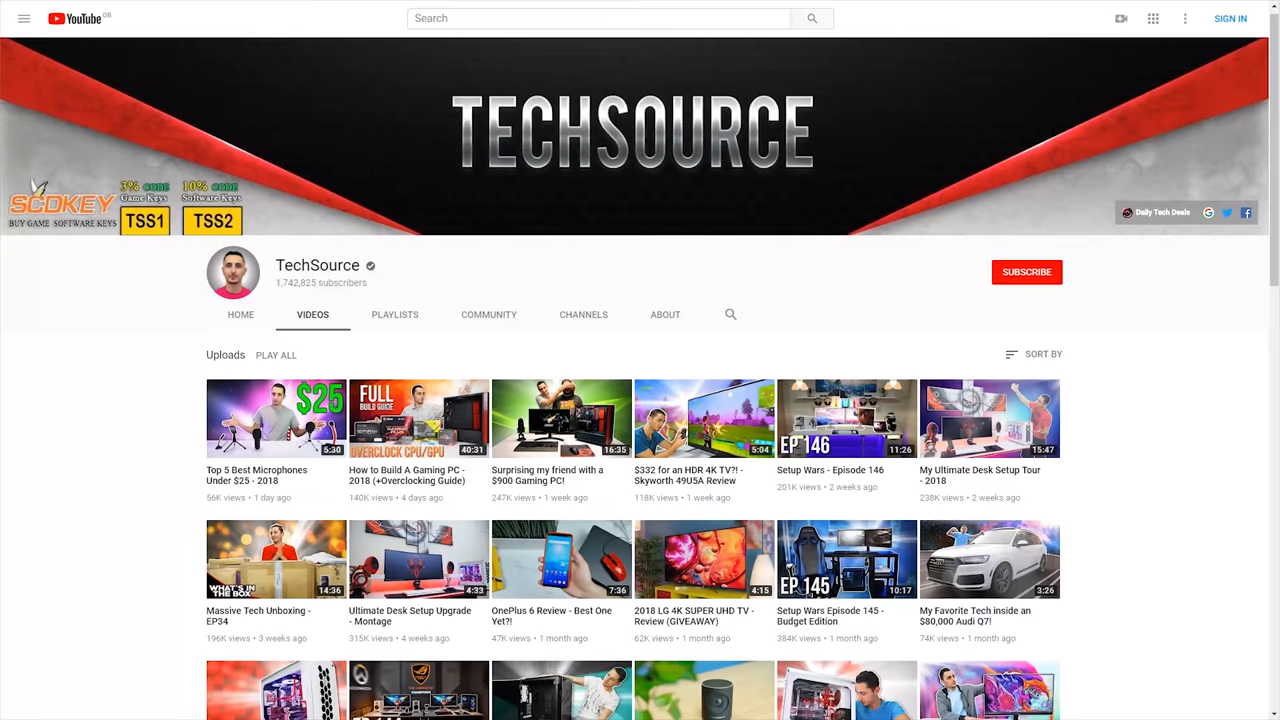 YouTube GB
Search
SIGN IN
TECHSOURCE
SCDKEY
BUY GAME SOFTWARE KEYS
3% CODE
Game Keys
TSS1
10% CODE
Software Keys
TSS2
Daily Tech Deals
TechSource
1,742,825 subscribers
SUBSCRIBE
HOME VIDEOS PLAYLISTS COMMUNITY CHANNELS ABOUT
Uploads PLAY ALL
SORT BY
$25
5:30
FULL
BUILD GUIDE
OVERCLOCK CPU/GPU
40:31
16:35
5:04
EP 146
11:26
15:47
Top 5 Best Microphones
Under $25 - 2018
56K views • 1 day ago
How to Build A Gaming PC -
2018 (+Overclocking Guide)
140K views • 4 days ago
Surprising my friend with a
$900 Gaming PC!
247K views • 1 week ago
$332 for an HDR 4K TV?! -
Skyworth 49U5A Review
118K views • 1 week ago
Setup Wars - Episode 146
201K views • 2 weeks ago
My Ultimate Desk Setup Tour
- 2018
238K views • 2 weeks ago
WHAT'S IN
THE BOX
14:36
4:33
7:36
4:15
EP 145
10:17
3:26
Massive Tech Unboxing -
EP34
196K views • 3 weeks ago
Ultimate Desk Setup Upgrade
- Montage
315K views • 4 weeks ago
OnePlus 6 Review - Best One
Yet?!
47K views • 1 month ago
2018 LG 4K SUPER UHD TV -
Review (GIVEAWAY)
62K views • 1 month ago
Setup Wars Episode 145 -
Budget Edition
384K views • 1 month ago
My Favorite Tech inside an
$80,000 Audi Q7!
74K views • 1 month ago